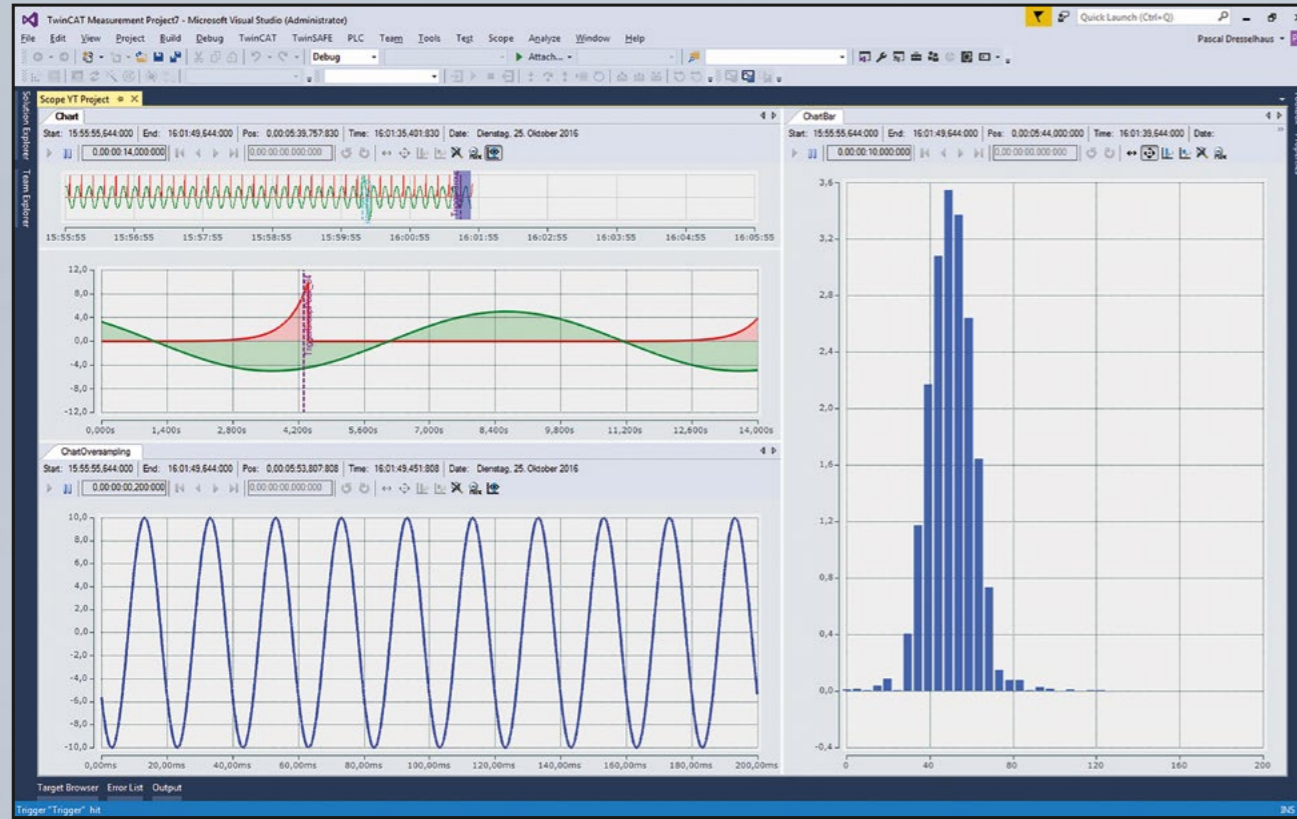 TwinCAT Measurement Project7 - Microsoft Visual Studio (Administrator)
Quick Launch (Ctrl+Q)
File Edit View Project Build Debug TwinCAT TwinSAFE PLC Team Tools Test Scope Analyze Window Help
Pascal Dresselhaus
Debug
Attach...
Solution Explorer
Team Explorer
Scope YT Project
Chart
Start: 15:55:55,644:000 End: 16:01:49,644:000 Pos: 0,00:05:39,757:830 Time: 16:01:35,401:830 Date: Dienstag, 25. Oktober 2016
0,00:00:14,000:000 0,00:00:00,000:000
15:55:55 15:56:55 15:57:55 15:58:55 15:59:55 16:00:55 16:01:55 16:02:55 16:03:55 16:04:55 16:05:55
12,0
8,0
4,0
0,0
-4,0
-8,0
-12,0
0,000s 1,400s 2,800s 4,200s 5,600s 7,000s 8,400s 9,800s 11,200s 12,600s 14,000s
ChartOversampling
Start: 15:55:55,644:000 End: 16:01:49,644:000 Pos: 0,00:05:53,807:808 Time: 16:01:49,451:808 Date: Dienstag, 25. Oktober 2016
0,00:00:00,200:000 0,00:00:00,000:000
10,0
8,0
6,0
4,0
2,0
0,0
-2,0
-4,0
-6,0
-8,0
-10,0
0,00ms 20,00ms 40,00ms 60,00ms 80,00ms 100,00ms 120,00ms 140,00ms 160,00ms 180,00ms 200,00ms
ChartBar
Start: 15:55:55,644:000 End: 16:01:49,644:000 Pos: 0,00:05:44,000:000 Time: 16:01:39,644:000 Date:
0,00:00:10,000:000 0,00:00:00,000:000
3,6
3,2
2,8
2,4
2,0
1,6
1,2
0,8
0,4
0,0
-0,4
0 40 80 120 160 200
Target Browser Error List Output
Trigger "Trigger" hit
INS